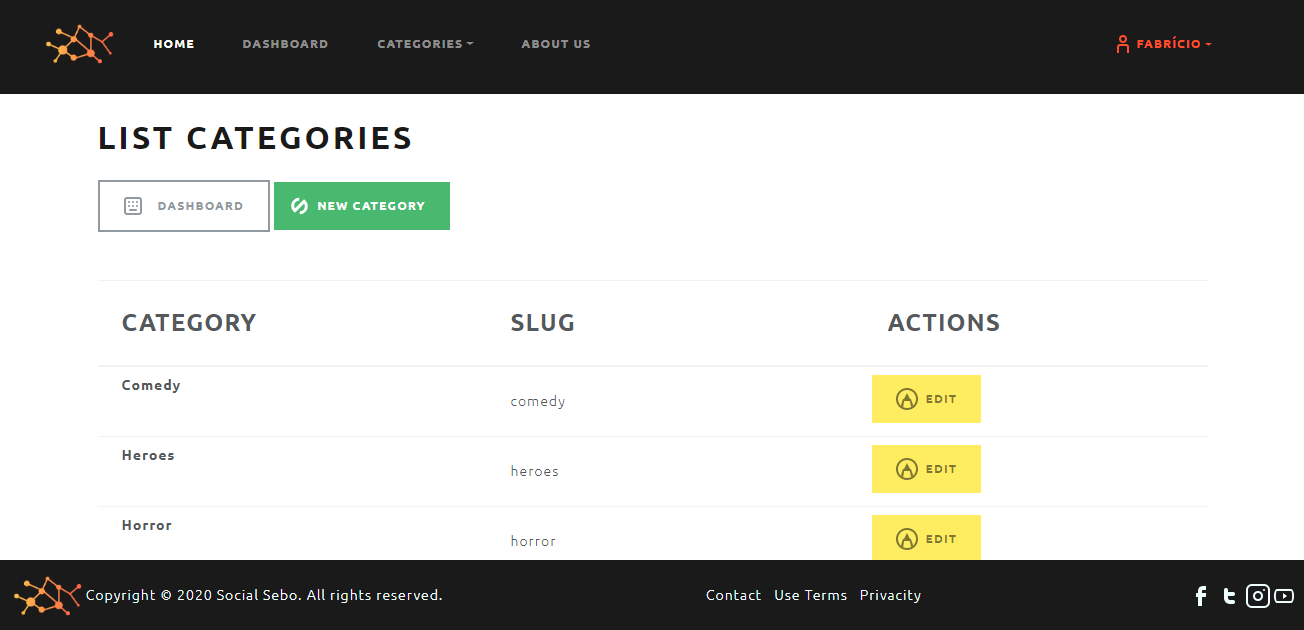 HOME DASHBOARD CATEGORIES ABOUT US FABRÍCIO
LIST CATEGORIES
DASHBOARD NEW CATEGORY
CATEGORY SLUG ACTIONS
Comedy comedy EDIT
Heroes heroes EDIT
Horror horror EDIT
Copyright © 2020 Social Sebo. All rights reserved. Contact Use Terms Privacity